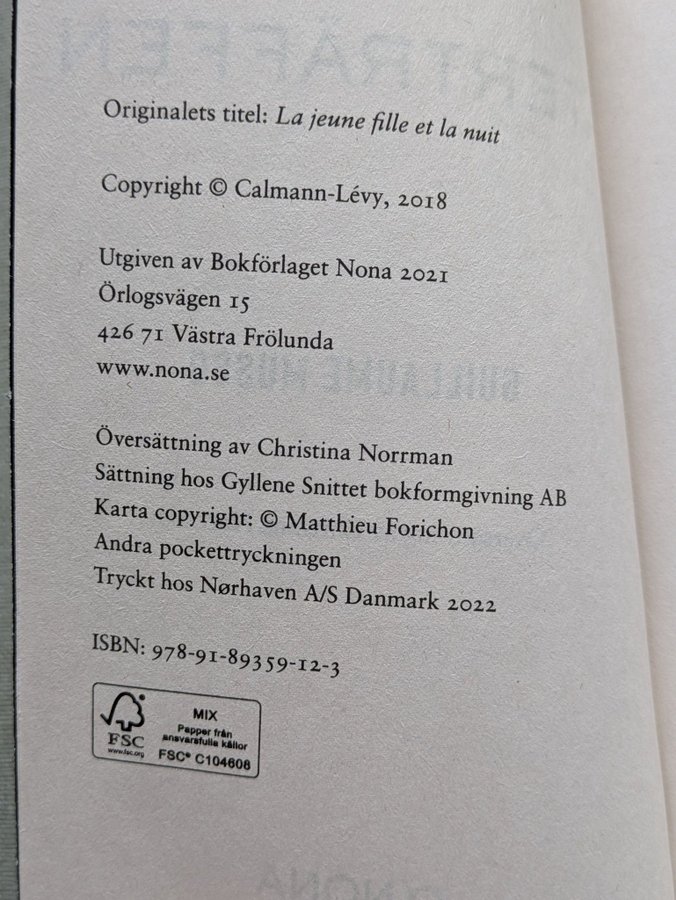 Originalets titel: La jeune fille et la nuit
Copyright © Calmann-Lévy, 2018
Utgiven av Bokförlaget Nona 2021
Örlogsvägen 15
426 71 Västra Frölunda
www.nona.se
Översättning av Christina Norrman
Sättning hos Gyllene Snittet bokformgivning AB
Karta copyright: © Matthieu Forichon
Andra pockettryckningen
Tryckt hos Nørhaven A/S Danmark 2022
ISBN: 978-91-89359-12-3
FSC
www.fsc.org
MIX
Papper från
ansvarsfulla källor
FSC® C104608